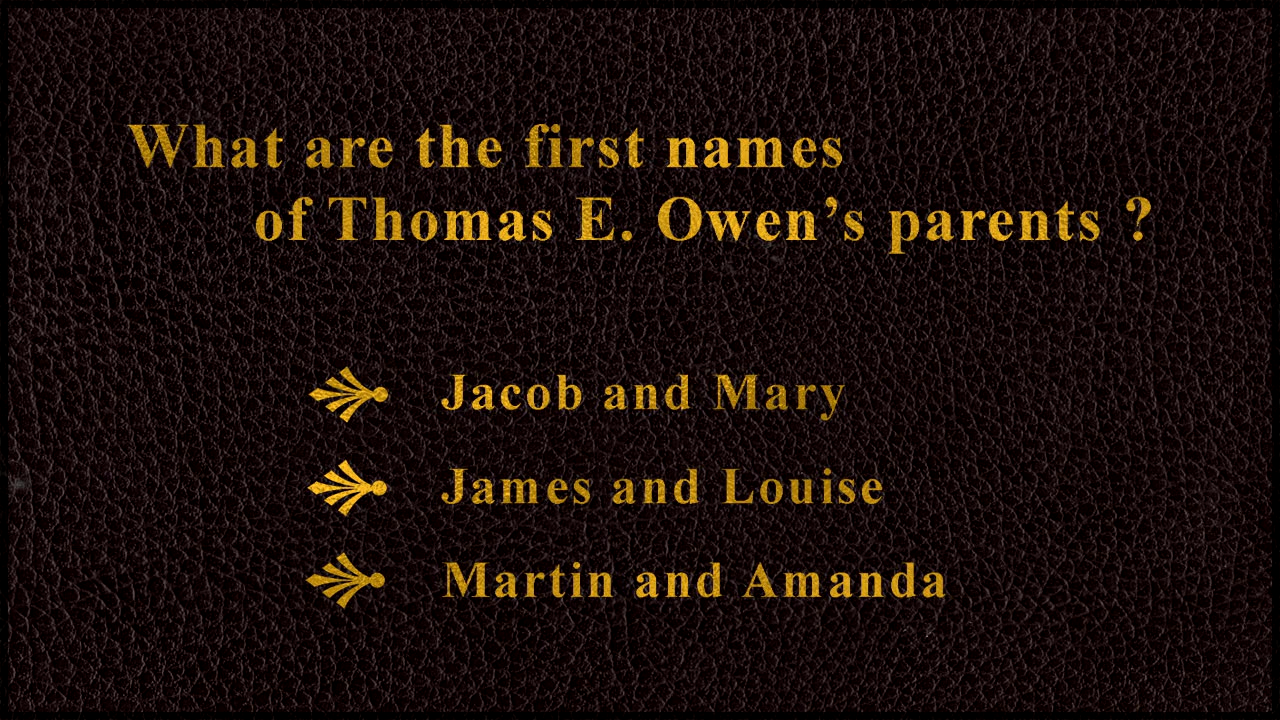 What are the first names
of Thomas E. Owen’s parents ?
Jacob and Mary
James and Louise
Martin and Amanda